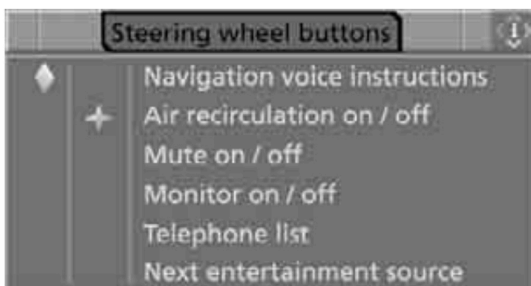 Steering wheel buttons
Navigation voice instructions
Air recirculation on / off
Mute on / off
Monitor on / off
Telephone list
Next entertainment source